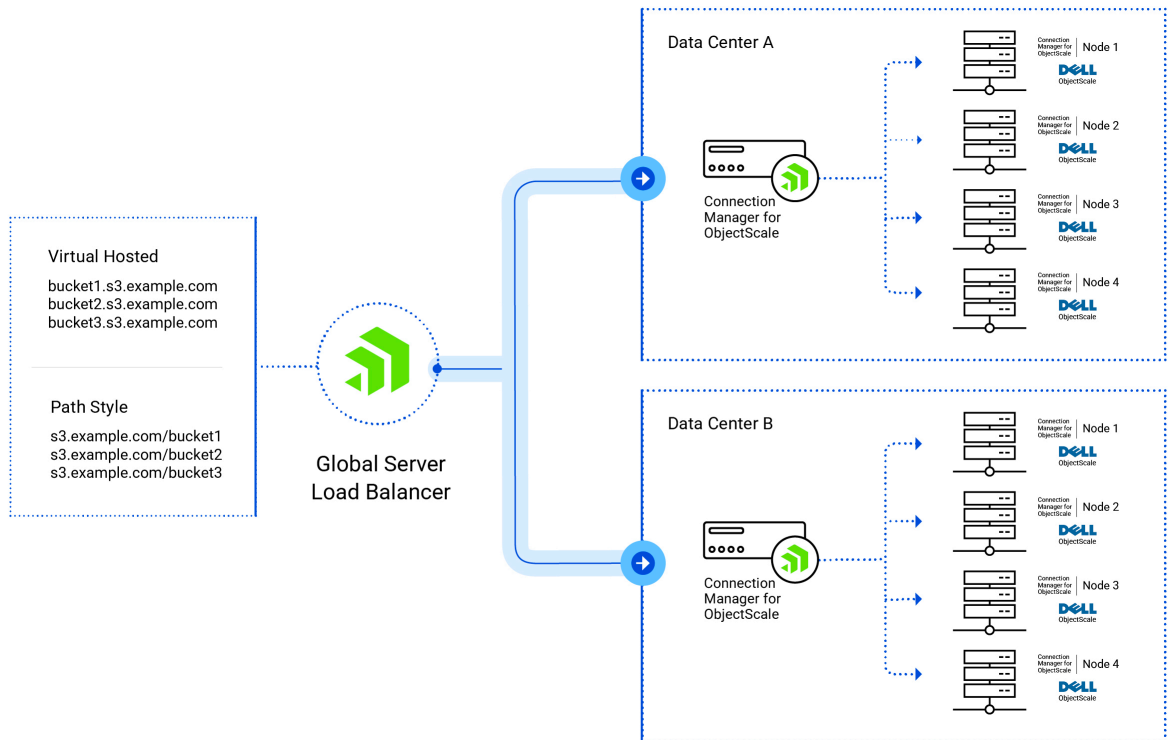 Virtual Hosted
bucket1.s3.example.com
bucket2.s3.example.com
bucket3.s3.example.com
Path Style
s3.example.com/bucket1
s3.example.com/bucket2
s3.example.com/bucket3
Global Server
Load Balancer
Data Center A
Connection
Manager for
ObjectScale
Connection
Manager for
ObjectScale
Node 1
DELL
ObjectScale
Connection
Manager for
ObjectScale
Node 2
DELL
ObjectScale
Connection
Manager for
ObjectScale
Node 3
DELL
ObjectScale
Connection
Manager for
ObjectScale
Node 4
DELL
ObjectScale
Data Center B
Connection
Manager for
ObjectScale
Connection
Manager for
ObjectScale
Node 1
DELL
ObjectScale
Connection
Manager for
ObjectScale
Node 2
DELL
ObjectScale
Connection
Manager for
ObjectScale
Node 3
DELL
ObjectScale
Connection
Manager for
ObjectScale
Node 4
DELL
ObjectScale